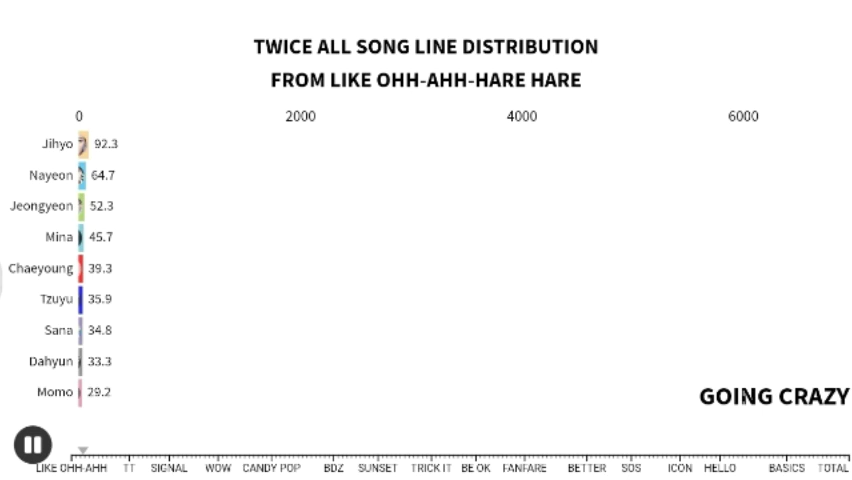 TWICE ALL SONG LINE DISTRIBUTION
FROM LIKE OHH-AHH-HARE HARE
0 2000 4000 6000
Jihyo 92.3
Nayeon 64.7
Jeongyeon 52.3
Mina 45.7
Chaeyoung 39.3
Tzuyu 35.9
Sana 34.8
Dahyun 33.3
Momo 29.2
GOING CRAZY
LIKE OHH-AHH TT SIGNAL WOW CANDY POP BDZ SUNSET TRICK IT BE OK FANFARE BETTER SOS ICON HELLO BASICS TOTAL